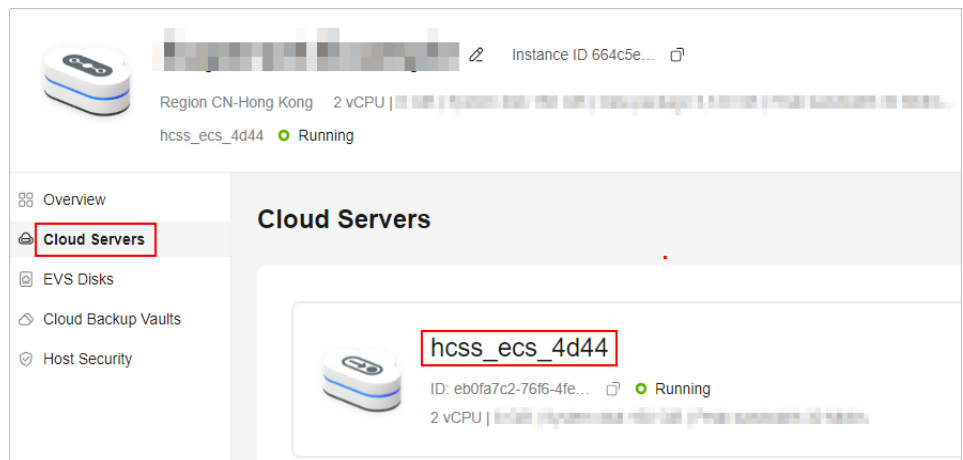 Instance ID 664c5e...
Region CN-Hong Kong 2 vCPU |
hcss_ecs_4d44 Running
Overview
Cloud Servers
EVS Disks
Cloud Backup Vaults
Host Security
Cloud Servers
hcss_ecs_4d44
ID: eb0fa7c2-76f6-4fe... Running
2 vCPU |